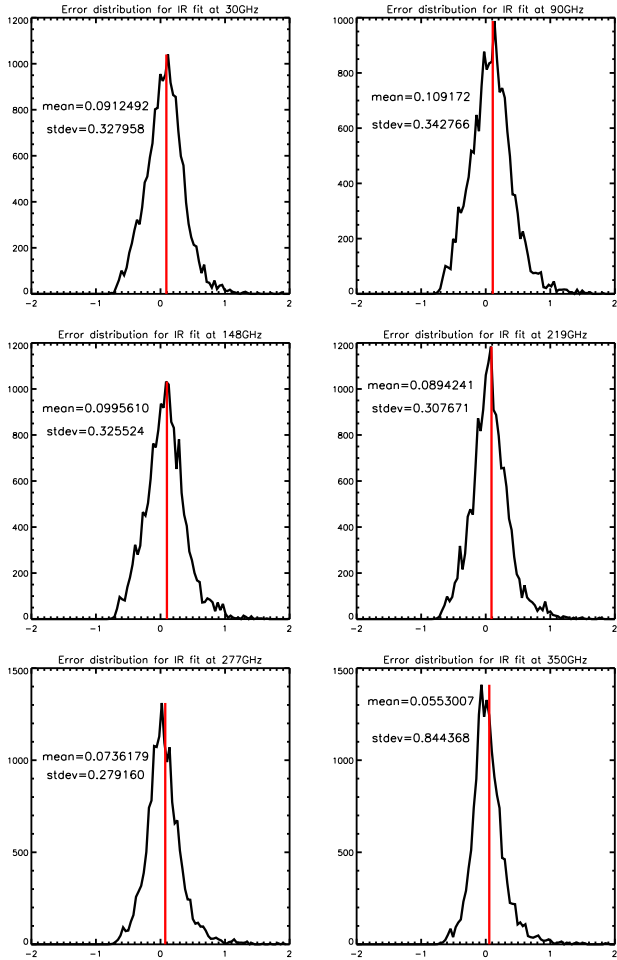 Error distribution for IR fit at 30GHz
1200
1000
800
600
400
200
0
mean=0.0912492
stdev=0.327958
-2 -1 0 1 2
Error distribution for IR fit at 90GHz
1000
800
600
400
200
0
mean=0.109172
stdev=0.342766
-2 -1 0 1 2
Error distribution for IR fit at 148GHz
1200
1000
800
600
400
200
0
mean=0.0995610
stdev=0.325524
-2 -1 0 1 2
Error distribution for IR fit at 219GHz
1200
1000
800
600
400
200
0
mean=0.0894241
stdev=0.307671
-2 -1 0 1 2
Error distribution for IR fit at 277GHz
1500
1000
500
0
mean=0.0736179
stdev=0.279160
-2 -1 0 1 2
Error distribution for IR fit at 350GHz
1500
1000
500
0
mean=0.0553007
stdev=0.844368
-2 -1 0 1 2